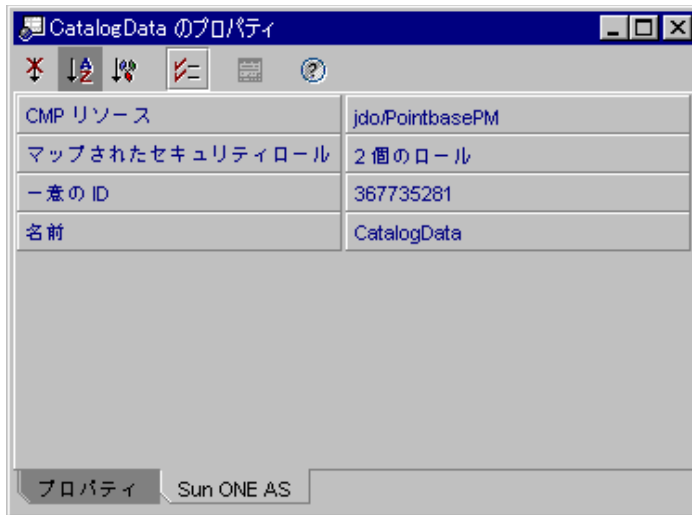 CatalogData のプロパティ
CMP リソース jdo/PointbasePM
マップされたセキュリティロール 2 個のロール
一意の ID 367735281
名前 CatalogData
プロパティ Sun ONE AS